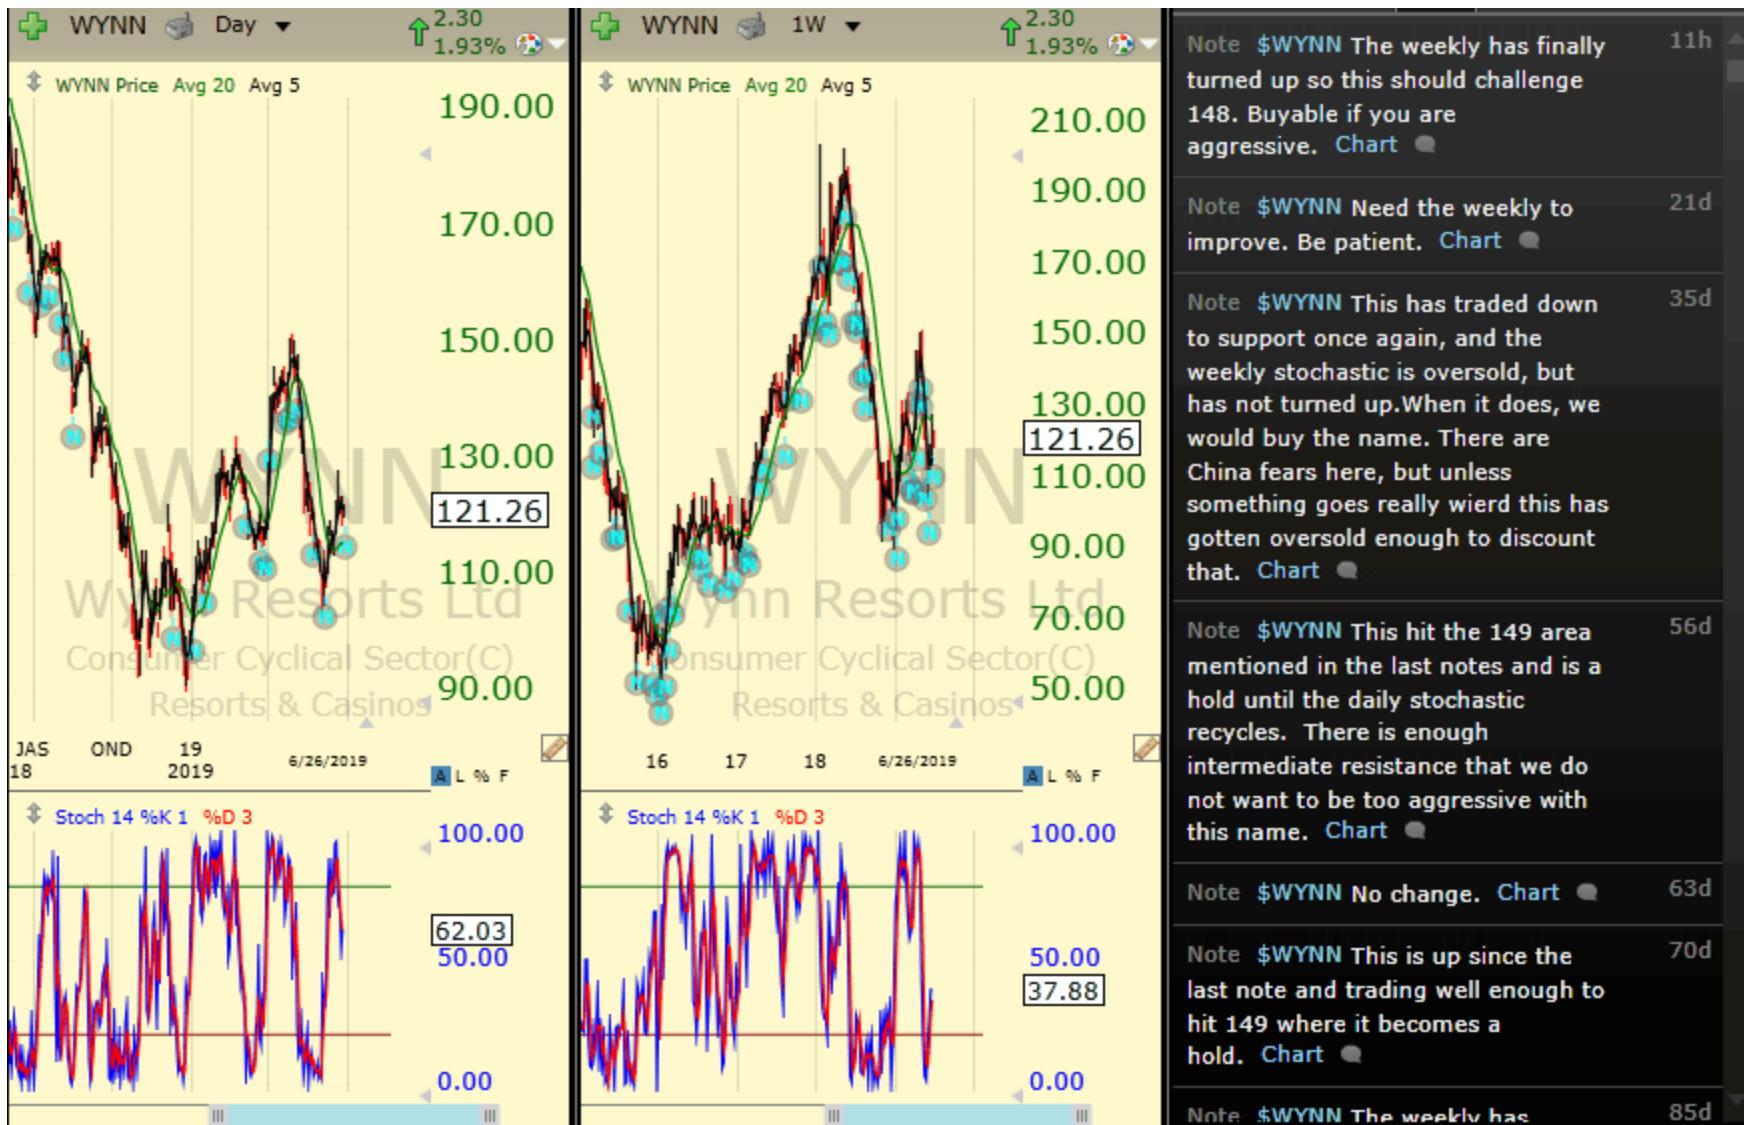 WYNN Day 2.30
1.93%
WYNN Price Avg 20 Avg 5
190.00
170.00
150.00
130.00
121.26
110.00
90.00
WYNN
Wynn Resorts Ltd
Consumer Cyclical Sector(C)
Resorts & Casinos
JAS OND 19 6/26/2019
18 2019
A L % F
Stoch 14 %K 1 %D 3
100.00
62.03
50.00
0.00
WYNN 1W 2.30
1.93%
WYNN Price Avg 20 Avg 5
210.00
190.00
170.00
150.00
130.00
121.26
110.00
90.00
70.00
50.00
WYNN
Wynn Resorts Ltd
Consumer Cyclical Sector(C)
Resorts & Casinos
16 17 18 6/26/2019
A L % F
Stoch 14 %K 1 %D 3
100.00
50.00
37.88
0.00
Note $WYNN The weekly has finally 11h
turned up so this should challenge
148. Buyable if you are
aggressive. Chart
Note $WYNN Need the weekly to 21d
improve. Be patient. Chart
Note $WYNN This has traded down 35d
to support once again, and the
weekly stochastic is oversold, but
has not turned up.When it does, we
would buy the name. There are
China fears here, but unless
something goes really wierd this has
gotten oversold enough to discount
that. Chart
Note $WYNN This hit the 149 area 56d
mentioned in the last notes and is a
hold until the daily stochastic
recycles. There is enough
intermediate resistance that we do
not want to be too aggressive with
this name. Chart
Note $WYNN No change. Chart 63d
Note $WYNN This is up since the 70d
last note and trading well enough to
hit 149 where it becomes a
hold. Chart
Note $WYNN The weekly has 85d